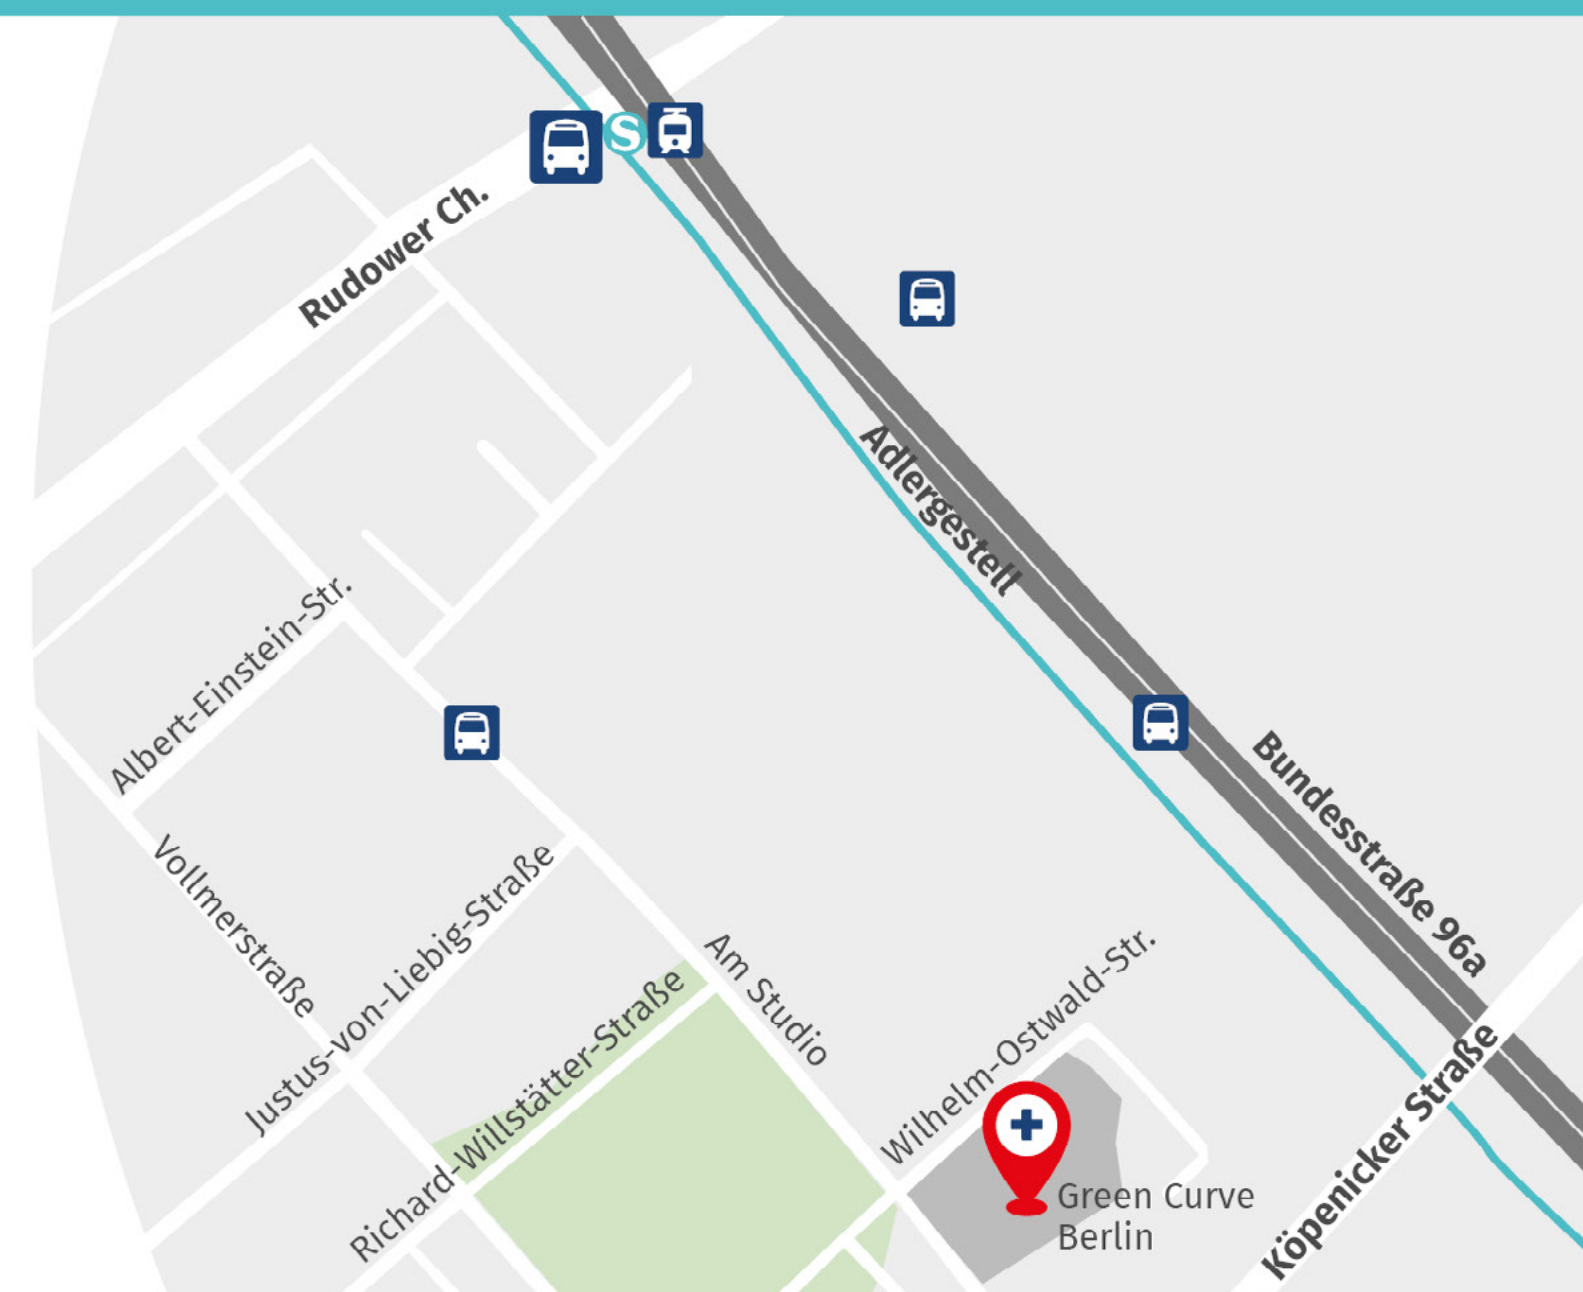 S
Rudower Ch.
Adlergestell
Albert-Einstein-Str.
Bundesstraße 96a
Vollmerstraße
Justus-von-Liebig-Straße
Am Studio
Wilhelm-Ostwald-Str.
Richard-Willstätter-Straße
Köpenicker Straße
Green Curve
Berlin